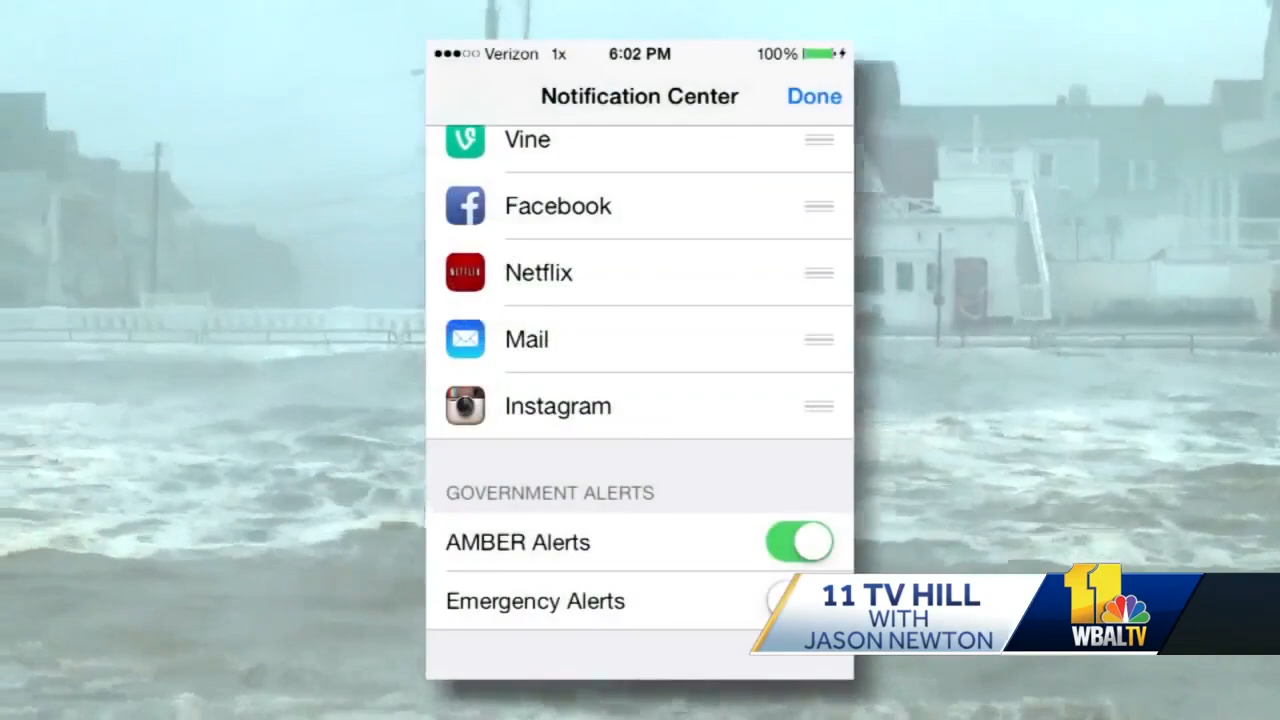 Verizon 1x 6:02 PM 100%
Notification Center Done
Vine
Facebook
NETFLIX Netflix
Mail
Instagram
GOVERNMENT ALERTS
AMBER Alerts
Emergency Alerts
11 TV HILL
WITH
JASON NEWTON
11
WBALTV